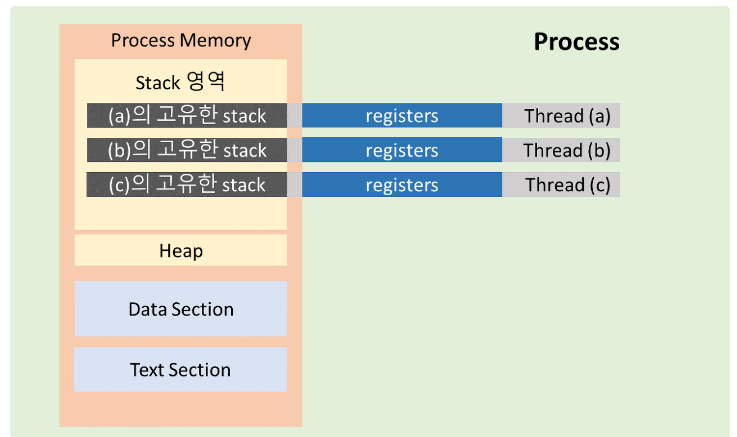 Process Memory
Process
Stack 영역
(a)의 고유한 stack registers Thread (a)
(b)의 고유한 stack registers Thread (b)
(c)의 고유한 stack registers Thread (c)
Heap
Data Section
Text Section